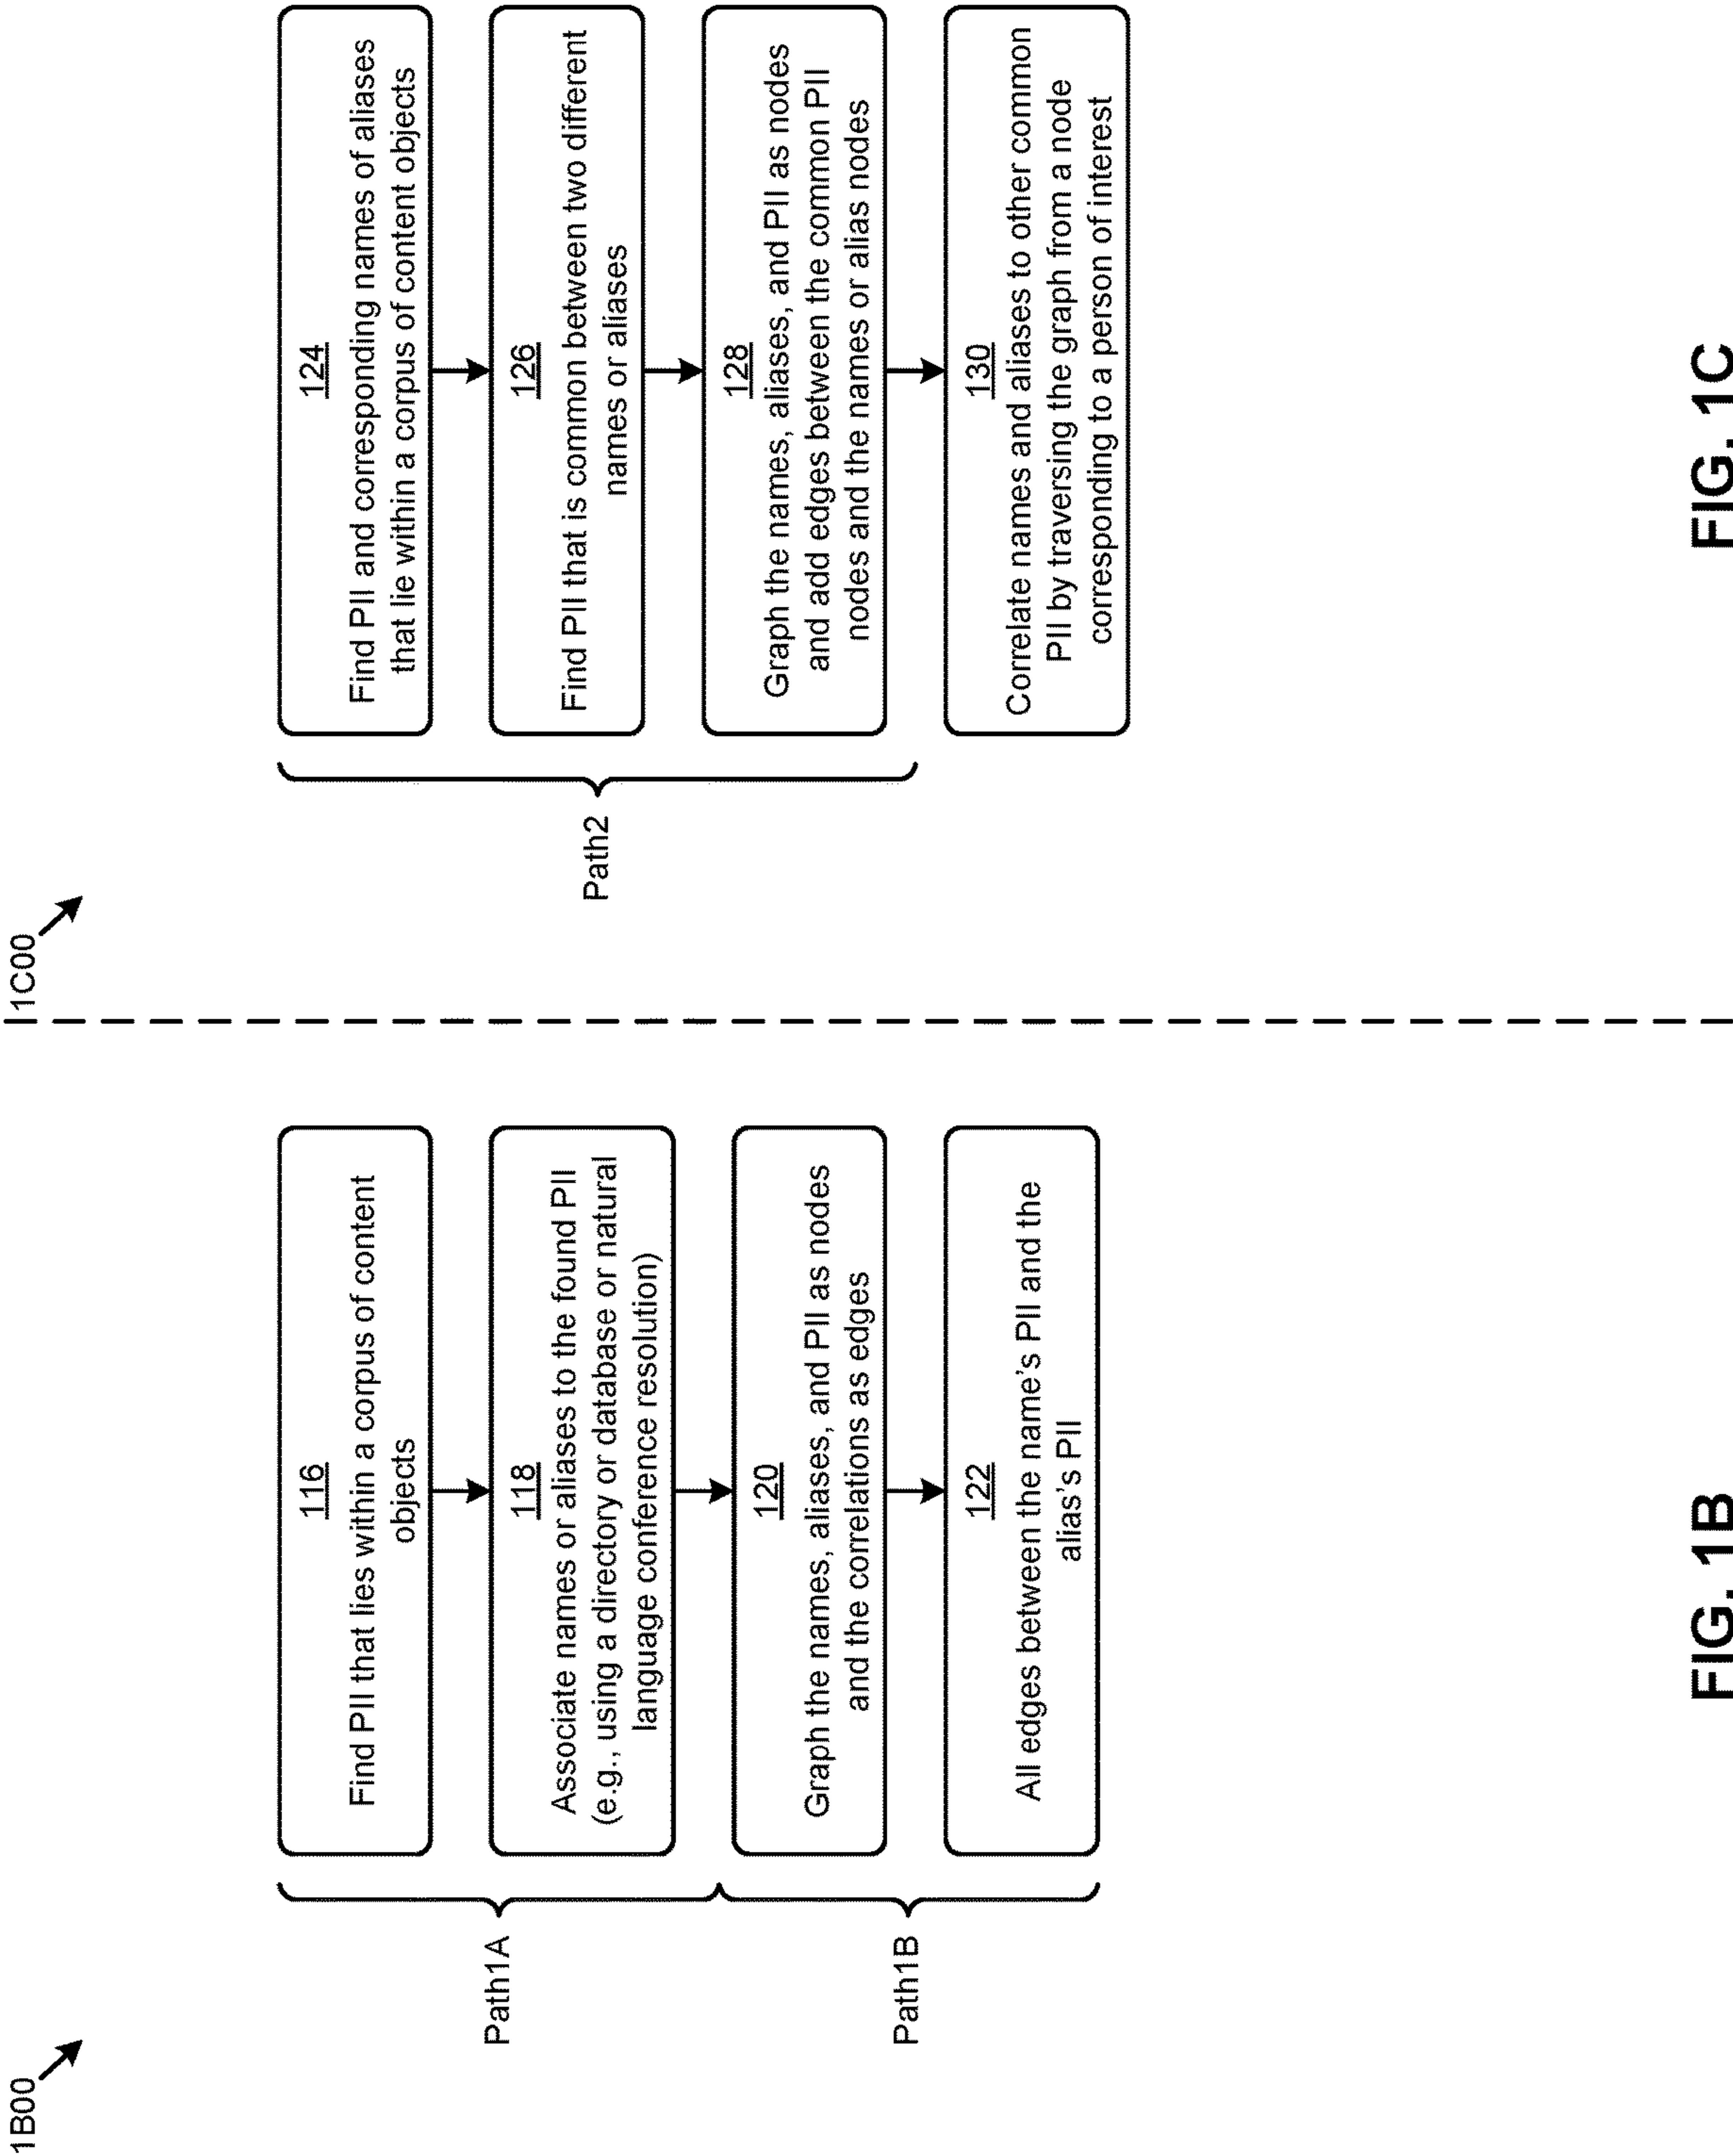 1B00
116
Find PII that lies within a corpus of content
objects
118
Associate names or aliases to the found PII
(e.g., using a directory or database or natural
language conference resolution)
Path1A
120
Graph the names, aliases, and PII as nodes
and the correlations as edges
122
All edges between the name's PII and the
alias's PII
Path1B
FIG. 1B
1C00
124
Find PII and corresponding names of aliases
that lie within a corpus of content objects
126
Find PII that is common between two different
names or aliases
128
Graph the names, aliases, and PII as nodes
and add edges between the common PII
nodes and the names or alias nodes
Path2
130
Correlate names and aliases to other common
PII by traversing the graph from a node
corresponding to a person of interest
FIG. 1C